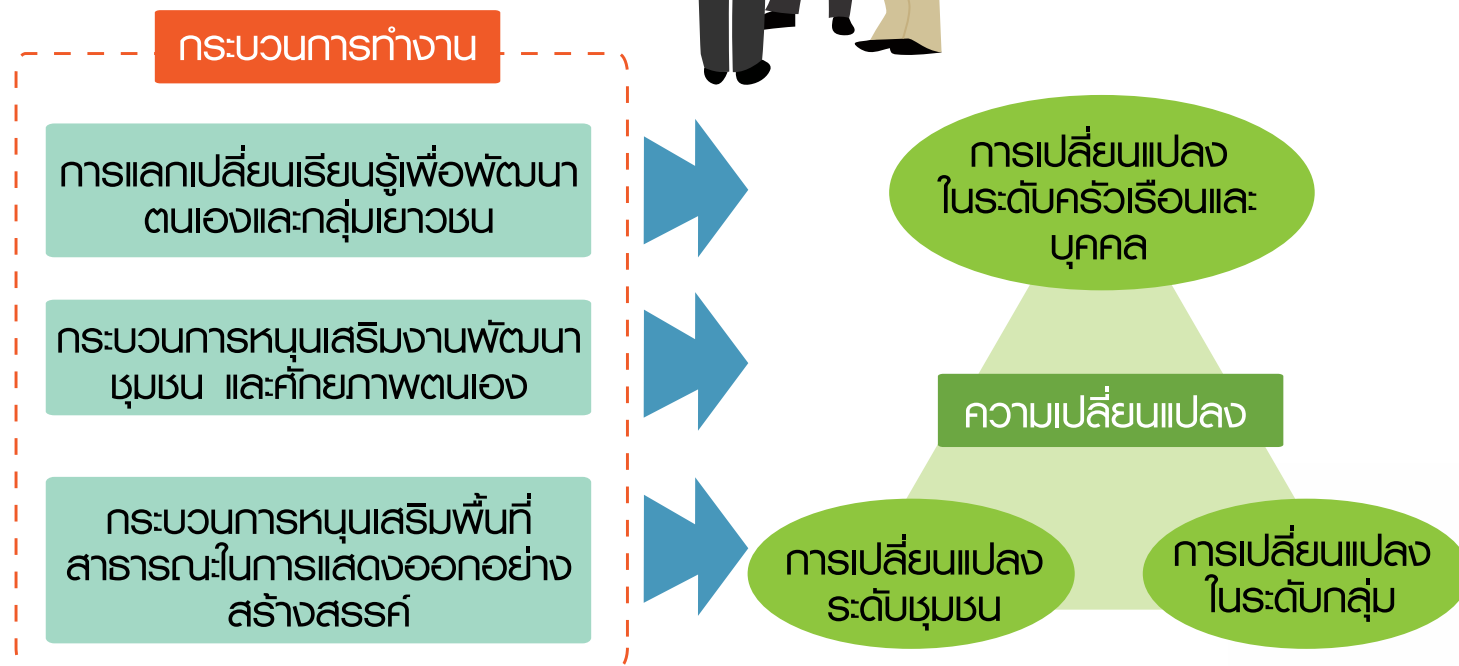 กระบวนการทำงาน
การแลกเปลี่ยนเรียนรู้เพื่อพัฒนา
ตนเองและกลุ่มเยาวชน
กระบวนการหนุนเสริมงานพัฒนา
ชุมชน และศักยภาพตนเอง
กระบวนการหนุนเสริมพื้นที่
สาธารณะในการแสดงออกอย่าง
สร้างสรรค์
การเปลี่ยนแปลง
ในระดับครัวเรือนและ
บุคคล
ความเปลี่ยนแปลง
การเปลี่ยนแปลง
ระดับชุมชน
การเปลี่ยนแปลง
ในระดับกลุ่ม